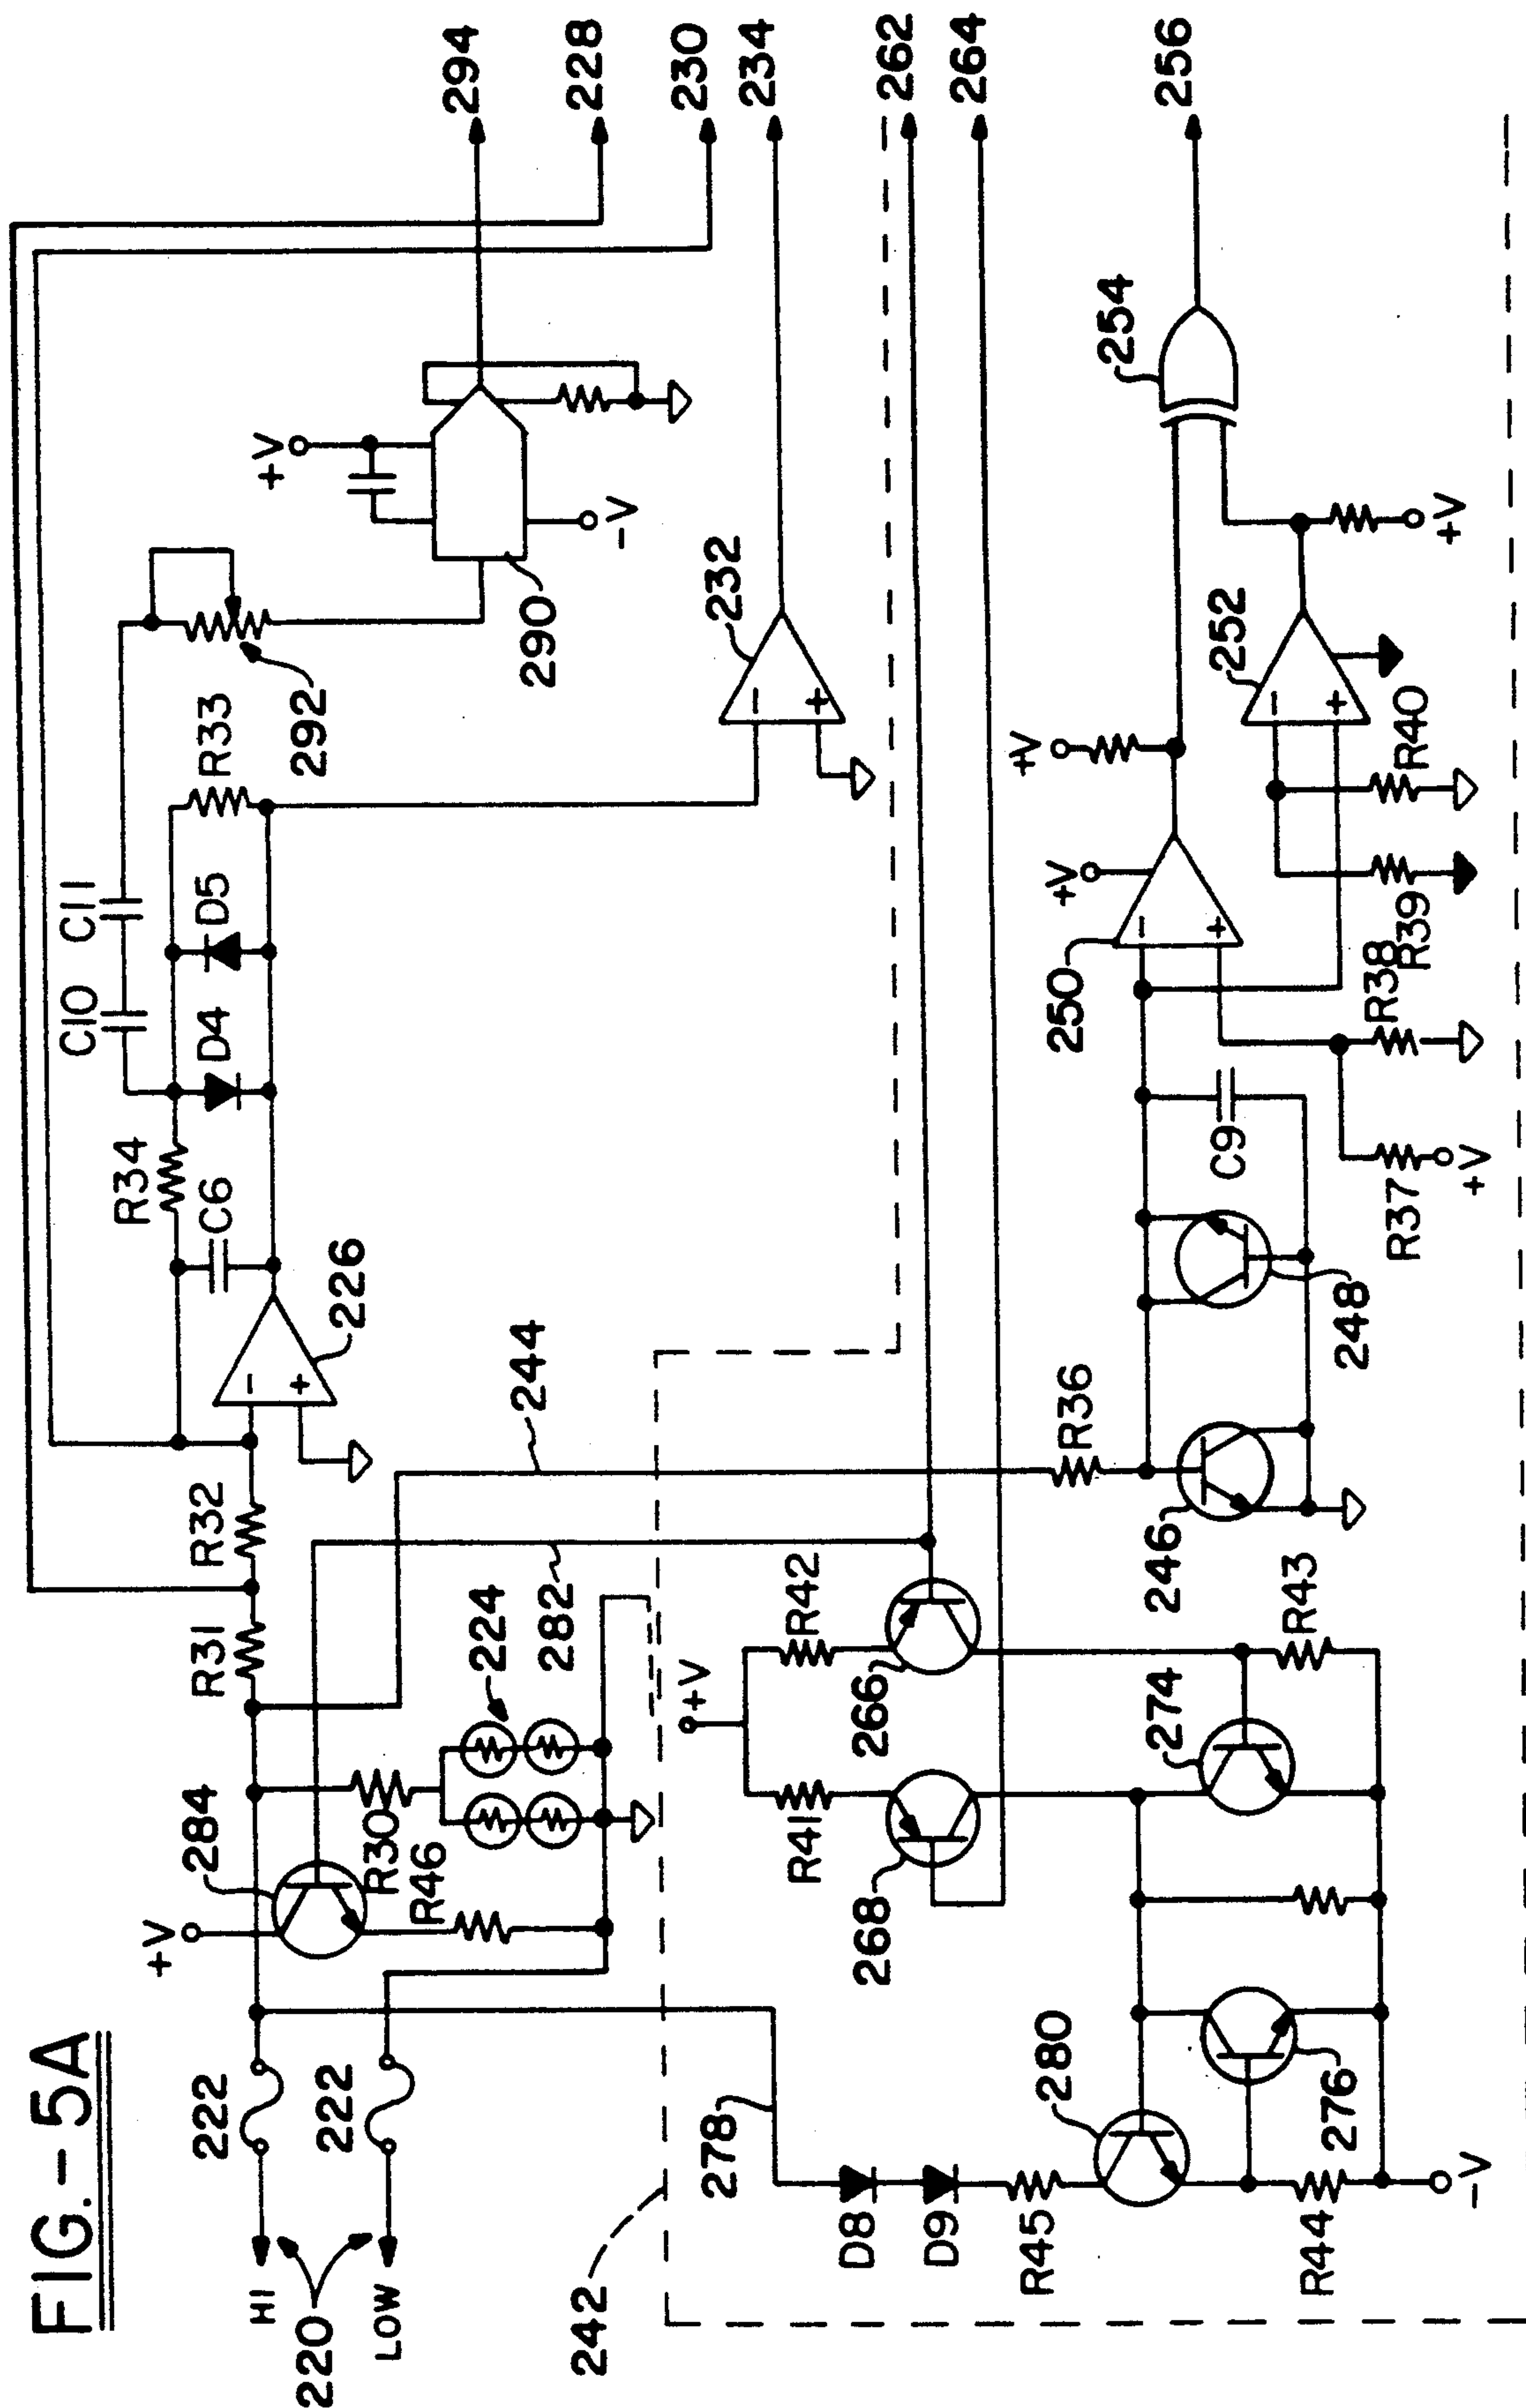 FIG.-5A
HI
LOW
220
222
222
+V
284
R30
R46
224
282
R31
R32
244
226
R34
C6
C10
C11
D4
D5
R33
292
290
+V
-V
232
294
228
230
234
262
264
256
242
278
D8
D9
R45
R44
280
276
-V
268
R41
+V
R42
266
274
R43
246
R36
248
C9
R37
+V
250
+V
+V
R38
R39
R40
252
+V
254
-
+
-
+
-
+
-
+